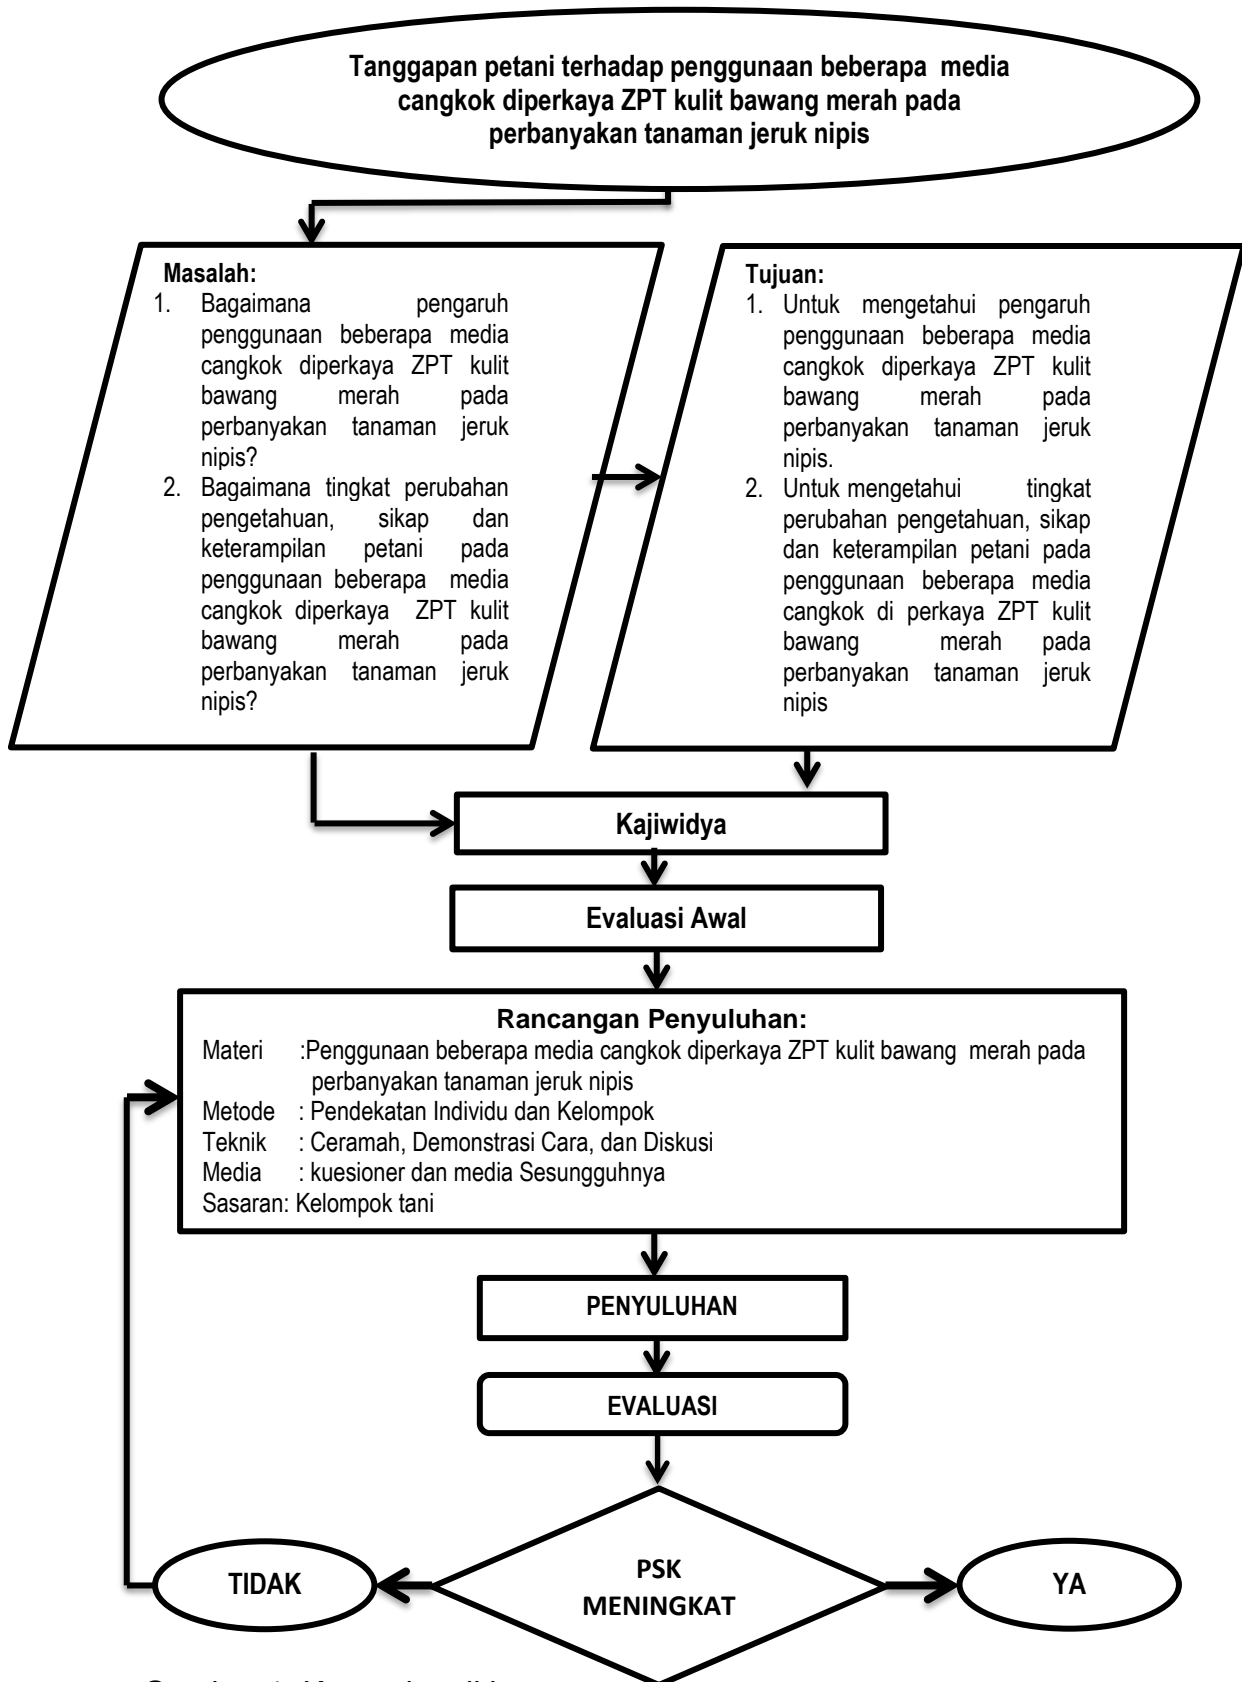 Tanggapan petani terhadap penggunaan beberapa media
cangkok diperkaya ZPT kulit bawang merah pada
perbanyakan tanaman jeruk nipis
Masalah:
1. Bagaimana pengaruh
penggunaan beberapa media
cangkok diperkaya ZPT kulit
bawang merah pada
perbanyakan tanaman jeruk
nipis?
2. Bagaimana tingkat perubahan
pengetahuan, sikap dan
keterampilan petani pada
penggunaan beberapa media
cangkok diperkaya ZPT kulit
bawang merah pada
perbanyakan tanaman jeruk
nipis?
Tujuan:
1. Untuk mengetahui pengaruh
penggunaan beberapa media
cangkok diperkaya ZPT kulit
bawang merah pada
perbanyakan tanaman jeruk
nipis.
2. Untuk mengetahui tingkat
perubahan pengetahuan, sikap
dan keterampilan petani pada
penggunaan beberapa media
cangkok di perkaya ZPT kulit
bawang merah pada
perbanyakan tanaman jeruk
nipis
Kajiwidya
Evaluasi Awal
Rancangan Penyuluhan:
Materi :Penggunaan beberapa media cangkok diperkaya ZPT kulit bawang merah pada
perbanyakan tanaman jeruk nipis
Metode : Pendekatan Individu dan Kelompok
Teknik : Ceramah, Demonstrasi Cara, dan Diskusi
Media : kuesioner dan media Sesungguhnya
Sasaran: Kelompok tani
PENYULUHAN
EVALUASI
PSK
MENINGKAT
TIDAK
YA